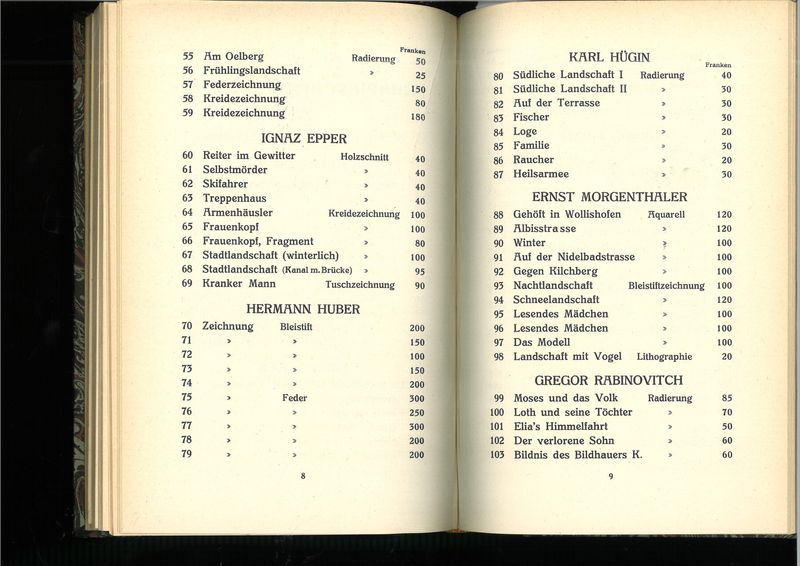 Franken
55 Am Oelberg Radierung 50
56 Frühlingslandschaft » 25
57 Federzeichnung 150
58 Kreidezeichnung 80
59 Kreidezeichnung 180
IGNAZ EPPER
60 Reiter im Gewitter Holzschnitt 40
61 Selbstmörder » 40
62 Skifahrer » 40
63 Treppenhaus » 40
64 Armenhäusler Kreidezeichnung 100
65 Frauenkopf » 100
66 Frauenkopf, Fragment » 80
67 Stadtlandschaft (winterlich) » 100
68 Stadtlandschaft (Kanal m. Brücke) » 95
69 Kranker Mann Tuschzeichnung 90
HERMANN HUBER
70 Zeichnung Bleistift 200
71 » » 150
72 » » 100
73 » » 150
74 » » 200
75 » Feder 300
76 » » 250
77 » » 300
78 » » 200
79 » » 200
8
KARL HÜGIN
Franken
80 Südliche Landschaft I Radierung 40
81 Südliche Landschaft II » 30
82 Auf der Terrasse » 30
83 Fischer » 30
84 Loge » 20
85 Familie » 30
86 Raucher » 20
87 Heilsarmee » 30
ERNST MORGENTHALER
88 Gehöft in Wollishofen Aquarell 120
89 Albisstrasse » 120
90 Winter » 100
91 Auf der Nidelbadstrasse » 100
92 Gegen Kilchberg » 100
93 Nachtlandschaft Bleistiftzeichnung 100
94 Schneelandschaft » 120
95 Lesendes Mädchen » 100
96 Lesendes Mädchen » 100
97 Das Modell » 100
98 Landschaft mit Vogel Lithographie 20
GREGOR RABINOVITCH
99 Moses und das Volk Radierung 85
100 Loth und seine Töchter » 70
101 Elia's Himmelfahrt » 50
102 Der verlorene Sohn » 60
103 Bildnis des Bildhauers K. » 60
9